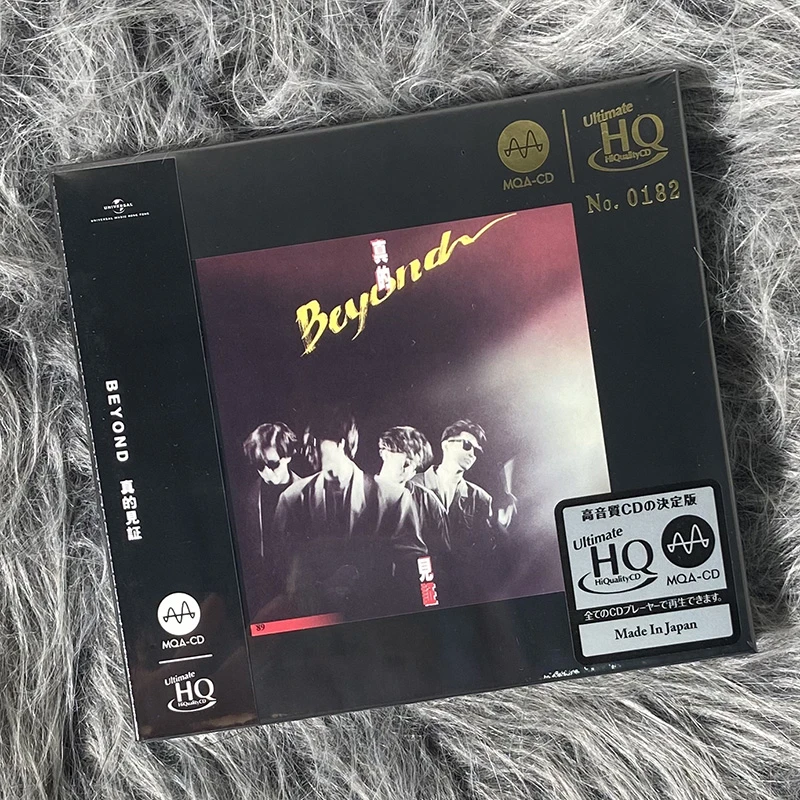 Ultimate
HQ
HiQualityCD
MQA-CD
No. 0182
UNIVERSAL
UNIVERSAL MUSIC HONG KONG
真的
Beyond
BEYOND 真的見証
見証
'89
高音質CDの決定版
Ultimate
HQ
HiQualityCD
MQA-CD
全てのCDプレーヤーで再生できます。
Made In Japan
MQA-CD
Ultimate
HQ
HiQualityCD